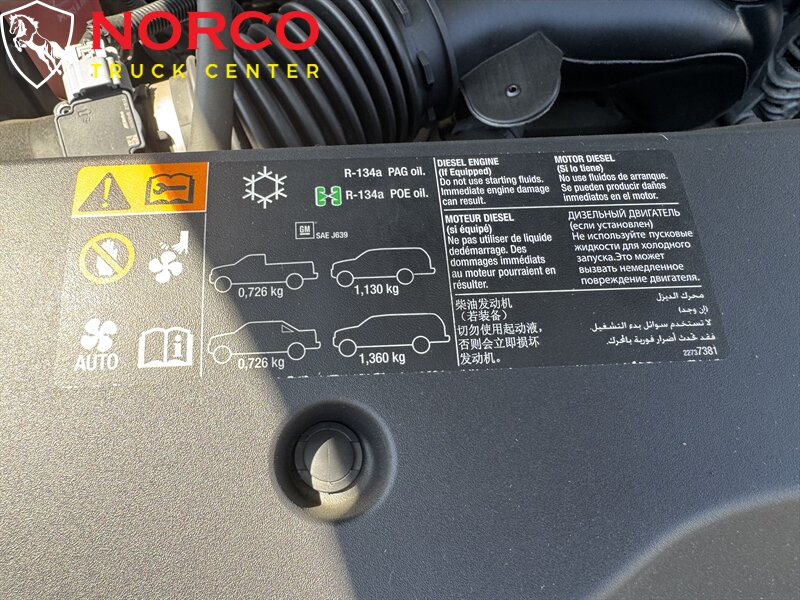 NORCO
TRUCK CENTER
R-134a PAG oil.
R-134a POE oil.
GM
SAE J639
0,726 kg
1,130 kg
0,726 kg
1,360 kg
AUTO
DIESEL ENGINE
(If Equipped)
Do not use starting fluids.
Immediate engine damage
can result.
MOTOR DIESEL
(Si lo tiene)
No use fluidos de arranque.
Se pueden producir daños
inmediatos en el motor.
MOTEUR DIESEL
(si équipé)
Ne pas utiliser de liquide
dedémarrage. Des
dommages immédiats
au moteur pourraient en
résulter.
ДИЗЕЛЬНЫЙ ДВИГАТЕЛЬ
(если установлен)
Не используйте пусковые
жидкости для холодного
запуска.Это может
вызвать немедленное
повреждение двигателя.
柴油发动机
（若装备）
切勿使用起动液，
否则会立即损坏
发动机。
محرك الديزل
(إن وجد)
لا تستخدم سوائل بدء التشغيل.
فقد تحدث أضرار فورية بالمحرك.
22737381